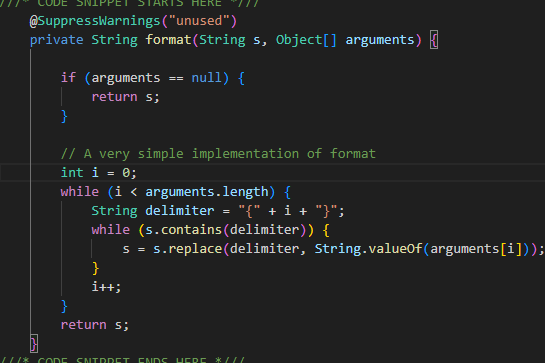 ///* CODE SNIPPET STARTS HERE *///
@SuppressWarnings("unused")
private String format(String s, Object[] arguments) {
if (arguments == null) {
return s;
}
// A very simple implementation of format
int i = 0;
while (i < arguments.length) {
String delimiter = "{" + i + "}";
while (s.contains(delimiter)) {
s = s.replace(delimiter, String.valueOf(arguments[i]));
}
i++;
}
return s;
}
///* CODE SNIPPET ENDS HERE *///